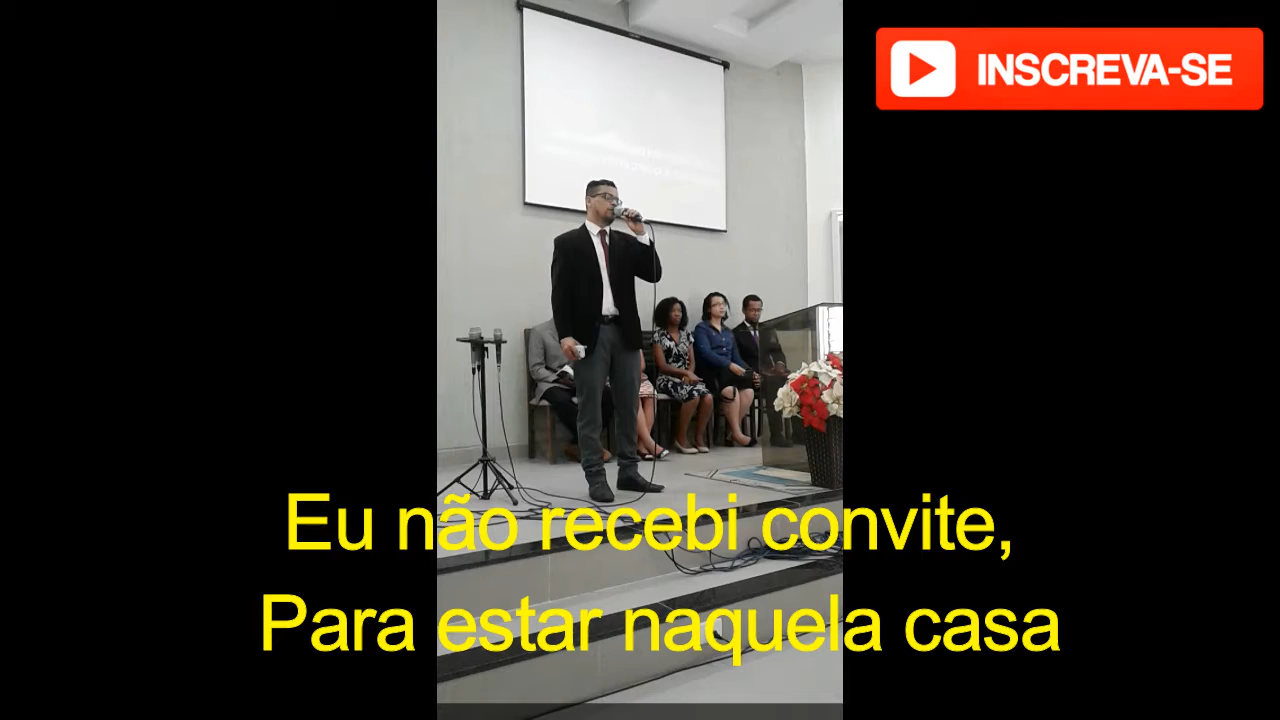 INSCREVA-SE
Eu não recebi convite,
Para estar naquela casa